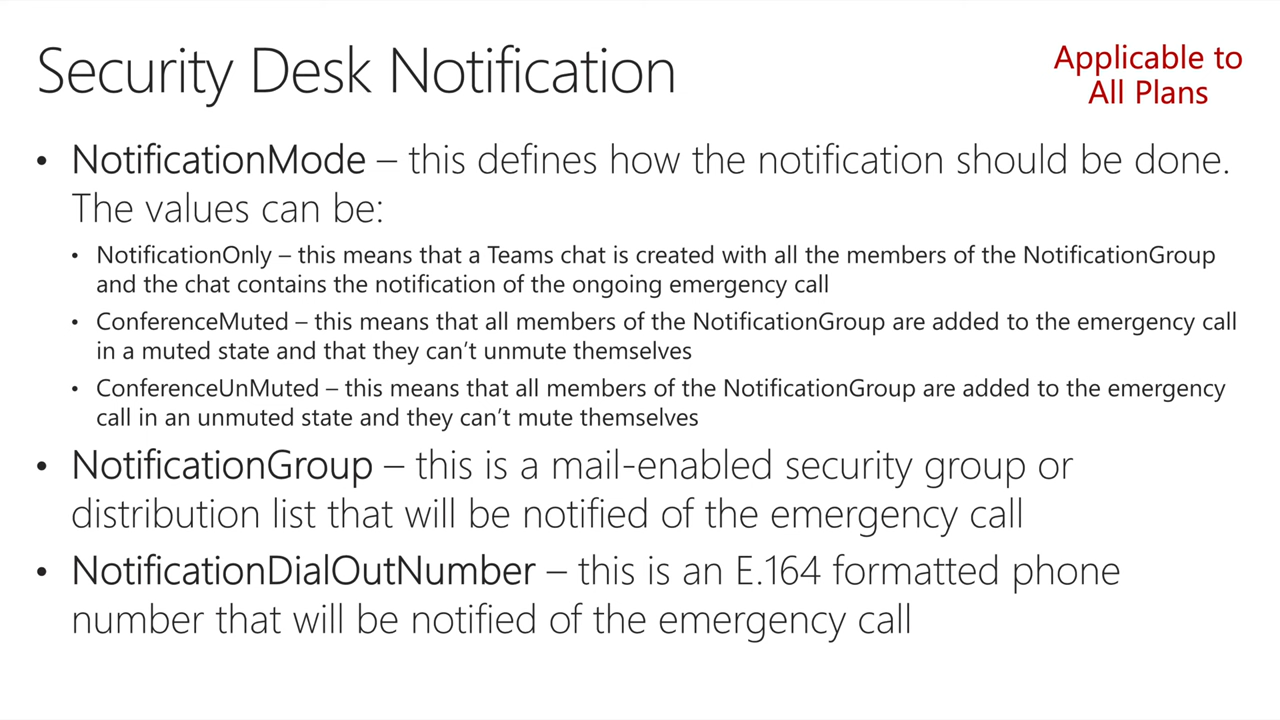 Security Desk Notification
Applicable to
All Plans
• NotificationMode – this defines how the notification should be done.
The values can be:
• NotificationOnly – this means that a Teams chat is created with all the members of the NotificationGroup
and the chat contains the notification of the ongoing emergency call
• ConferenceMuted – this means that all members of the NotificationGroup are added to the emergency call
in a muted state and that they can’t unmute themselves
• ConferenceUnMuted – this means that all members of the NotificationGroup are added to the emergency
call in an unmuted state and they can’t mute themselves
• NotificationGroup – this is a mail-enabled security group or
distribution list that will be notified of the emergency call
• NotificationDialOutNumber – this is an E.164 formatted phone
number that will be notified of the emergency call